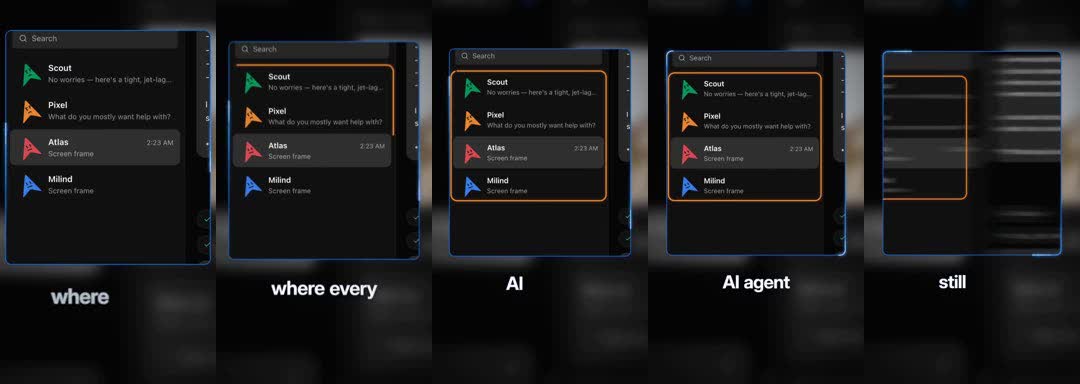 Search
Scout
No worries — here's a tight, jet-lag...
Pixel
What do you mostly want help with?
Atlas
2:23 AM
Screen frame
Milind
Screen frame
where
Search
Scout
No worries — here's a tight, jet-lag...
Pixel
What do you mostly want help with?
Atlas
2:23 AM
Screen frame
Milind
Screen frame
where every
Search
Scout
No worries — here's a tight, jet-lag...
Pixel
What do you mostly want help with?
Atlas
2:23 AM
Screen frame
Milind
Screen frame
AI
Search
Scout
No worries — here's a tight, jet-lag...
Pixel
What do you mostly want help with?
Atlas
2:23 AM
Screen frame
Milind
Screen frame
AI agent
still